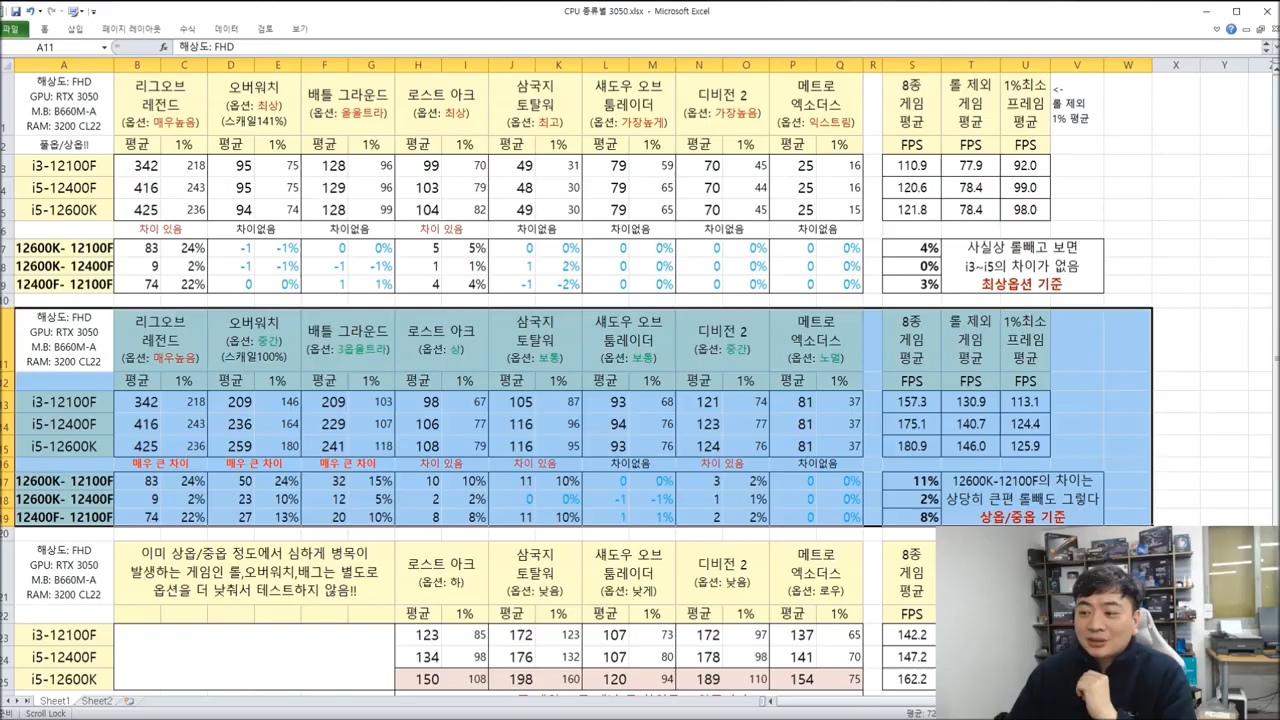 CPU 종류별 3050.xlsx - Microsoft Excel
파일 홈 삽입 페이지 레이아웃 수식 데이터 검토 보기
A11 fx 해상도: FHD
A B C D E F G H I J K L M N O P Q R S T U V W X Y
해상도: FHD
GPU: RTX 3050
M.B: B660M-A
RAM: 3200 CL22
리그오브 레전드 (옵션: 매우높음)
오버워치 (옵션: 최상) (스캐일141%)
배틀 그라운드 (옵션: 울울트라)
로스트 아크 (옵션: 최상)
삼국지 토탈워 (옵션: 최고)
섀도우 오브 툼레이더 (옵션: 가장높게)
디비전 2 (옵션: 가장높음)
메트로 엑소더스 (옵션: 익스트림)
8종 게임 평균
롤 제외 게임 평균
1%최소 프레임 평균
<- 롤 제외 1% 평균
풀옵/상옵!! 평균 1% 평균 1% 평균 1% 평균 1% 평균 1% 평균 1% 평균 1% 평균 1% FPS FPS FPS
i3-12100F 342 218 95 75 128 96 99 70 49 31 79 59 70 45 25 16 110.9 77.9 92.0
i5-12400F 416 243 95 75 129 96 103 79 48 30 79 65 70 44 25 16 120.6 78.4 99.0
i5-12600K 425 236 94 74 128 99 104 82 49 30 79 65 70 45 25 15 121.8 78.4 98.0
차이 있음 차이없음 차이없음 차이 있음 차이없음 차이없음 차이없음 차이없음
12600K- 12100F 83 24% -1 -1% 0 0% 5 5% 0 0% 0 0% 0 0% 0 0% 4% 사실상 롤빼고 보면
12600K- 12400F 9 2% -1 -1% -1 -1% 1 1% 1 2% 0 0% 0 0% 0 0% 0% i3~i5의 차이가 없음
12400F- 12100F 74 22% 0 0% 1 1% 4 4% -1 -2% 0 0% 0 0% 0 0% 3% 최상옵션 기준
해상도: FHD
GPU: RTX 3050
M.B: B660M-A
RAM: 3200 CL22
리그오브 레전드 (옵션: 매우높음)
오버워치 (옵션: 중간) (스캐일100%)
배틀 그라운드 (옵션: 3옵울트라)
로스트 아크 (옵션: 상)
삼국지 토탈워 (옵션: 보통)
섀도우 오브 툼레이더 (옵션: 보통)
디비전 2 (옵션: 중간)
메트로 엑소더스 (옵션: 노멀)
8종 게임 평균
롤 제외 게임 평균
1%최소 프레임 평균
평균 1% 평균 1% 평균 1% 평균 1% 평균 1% 평균 1% 평균 1% 평균 1% FPS FPS FPS
i3-12100F 342 218 209 146 209 103 98 67 105 87 93 68 121 74 81 37 157.3 130.9 113.1
i5-12400F 416 243 236 164 229 107 106 77 116 95 94 76 123 77 81 37 175.1 140.7 124.4
i5-12600K 425 236 259 180 241 118 108 79 116 96 93 76 124 76 81 37 180.9 146.0 125.9
매우 큰 차이 매우 큰 차이 매우 큰 차이 차이 있음 차이 있음 차이없음 차이 있음 차이없음
12600K- 12100F 83 24% 50 24% 32 15% 10 10% 11 10% 0 0% 3 2% 0 0% 11% 12600K-12100F의 차이는
12600K- 12400F 9 2% 23 10% 12 5% 2 2% 0 0% -1 -1% 1 1% 0 0% 2% 상당히 큰편 롤빼도 그렇다
12400F- 12100F 74 22% 27 13% 20 10% 8 8% 11 10% 1 1% 2 2% 0 0% 8% 상옵/중옵 기준
해상도: FHD
GPU: RTX 3050
M.B: B660M-A
RAM: 3200 CL22
이미 상옵/중옵 정도에서 심하게 병목이
발생하는 게임인 롤,오버워치,배그는 별도로
옵션을 더 낮춰서 테스트하지 않음!!
로스트 아크 (옵션: 하)
삼국지 토탈워 (옵션: 낮음)
섀도우 오브 툼레이더 (옵션: 낮게)
디비전 2 (옵션: 낮음)
메트로 엑소더스 (옵션: 로우)
8종 게임 평균
평균 1% 평균 1% 평균 1% 평균 1% 평균 1% FPS
i3-12100F 123 85 172 123 107 73 172 97 137 65 142.2
i5-12400F 134 98 176 132 107 80 178 98 141 70 147.2
i5-12600K 150 108 198 160 120 94 189 110 154 75 162.2
Sheet1 Sheet2
Scroll Lock 평균: 72